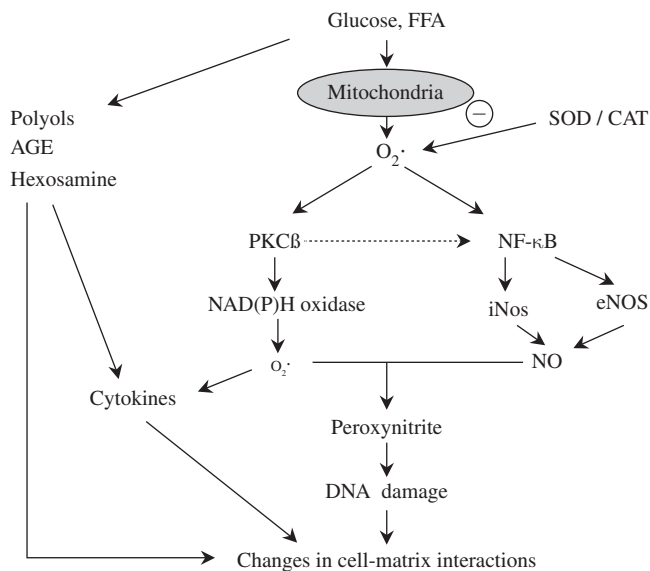 Glucose, FFA
Mitochondria
−
SOD / CAT
Polyols
AGE
Hexosamine
O₂·
PKCß
NF-κB
NAD(P)H oxidase
iNos
eNOS
O₂·
NO
Cytokines
Peroxynitrite
DNA damage
Changes in cell-matrix interactions